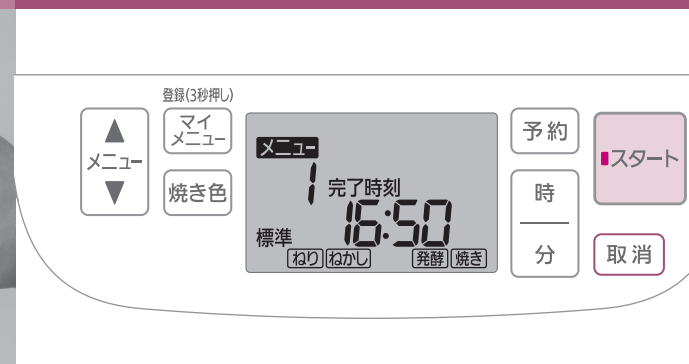 登録(3秒押し)
▲
メニュー
▼
マイ
メニュー
焼き色
メニュー
1
完了時刻
16:50
標準
ねり ねかし 発酵 焼き
予約
時
分
スタート
取消